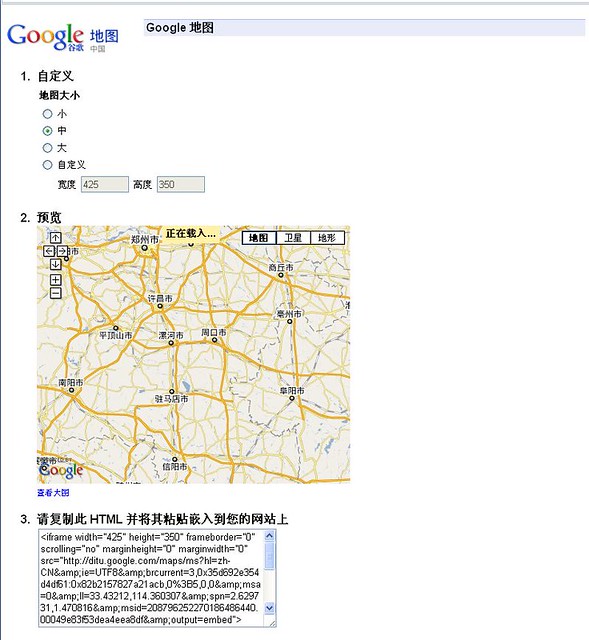 Google 地图
谷歌 中国
Google 地图
1. 自定义
地图大小
小
中
大
自定义
宽度 425 高度 350
2. 预览
正在载入...
地图 卫星 地形
郑州市
商丘市
许昌市
亳州市
平顶山市
漯河市
周口市
南阳市
驻马店市
阜阳市
信阳市
Google
查看大图
3. 请复制此 HTML 并将其粘贴嵌入到您的网站上
<iframe width="425" height="350" frameborder="0"
scrolling="no" marginheight="0" marginwidth="0"
src="http://ditu.google.com/maps/ms?hl=zh-
CN&amp;ie=UTF8&amp;brcurrent=3,0x35d692e354
d4df61:0x82b2157827a21acb,0%3B5,0,0&amp;msa
=0&amp;ll=33.43212,114.360307&amp;spn=2.6297
31,1.470816&amp;msid=208796252270186486440.
00049e83f53dea4eea8df&amp;output=embed">